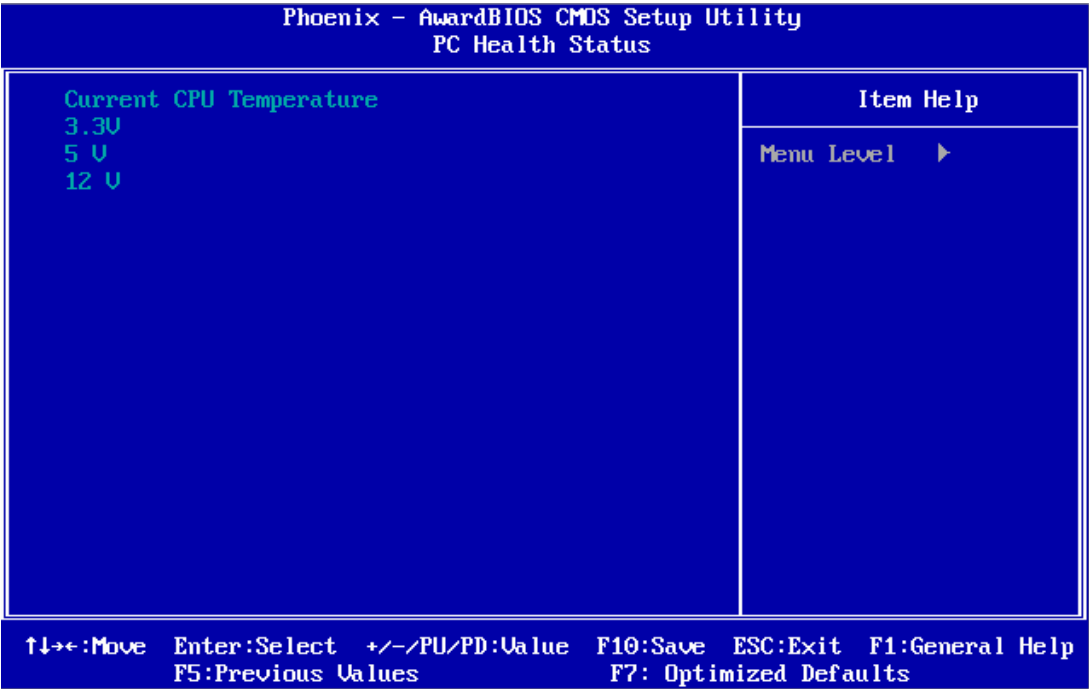 Phoenix - AwardBIOS CMOS Setup Utility
PC Health Status
Current CPU Temperature
3.3V
5 V
12 V
Item Help
Menu Level ▶
↑↓→←:Move Enter:Select +/-/PU/PD:Value F10:Save ESC:Exit F1:General Help
F5:Previous Values F7: Optimized Defaults